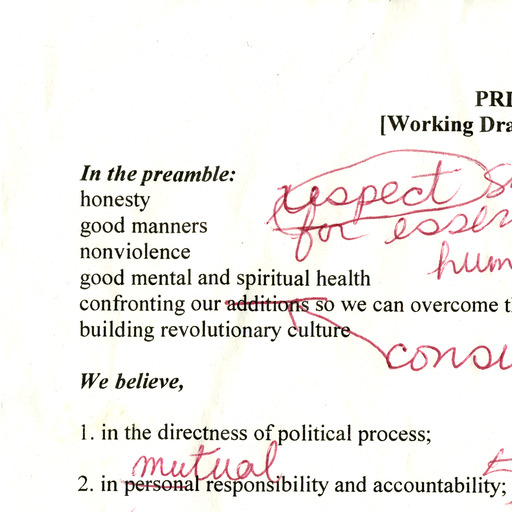 PRI
[Working Dra
In the preamble:
honesty
respect
good manners
for essen
nonviolence
hum
good mental and spiritual health
confronting our additions so we can overcome t
building revolutionary culture
consu
We believe,
1. in the directness of political process;
mutual
2. in personal responsibility and accountability;